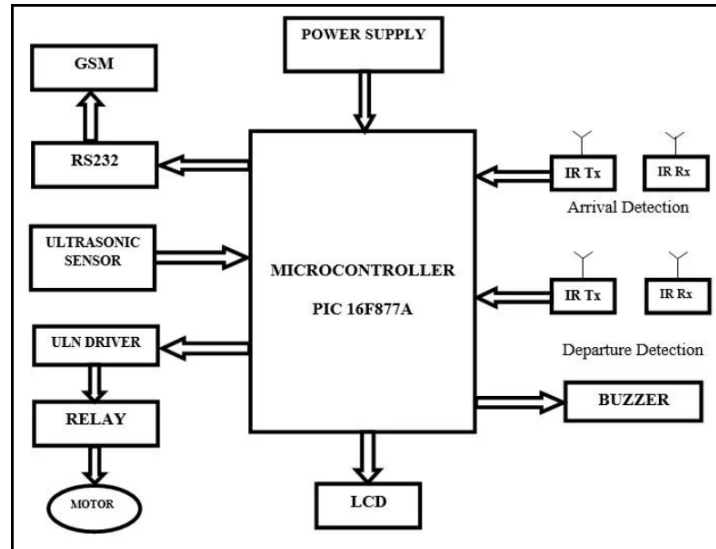 POWER SUPPLY
GSM
RS232
ULTRASONIC
SENSOR
ULN DRIVER
RELAY
MOTOR
MICROCONTROLLER
PIC 16F877A
LCD
IR Tx
IR Rx
Arrival Detection
IR Tx
IR Rx
Departure Detection
BUZZER